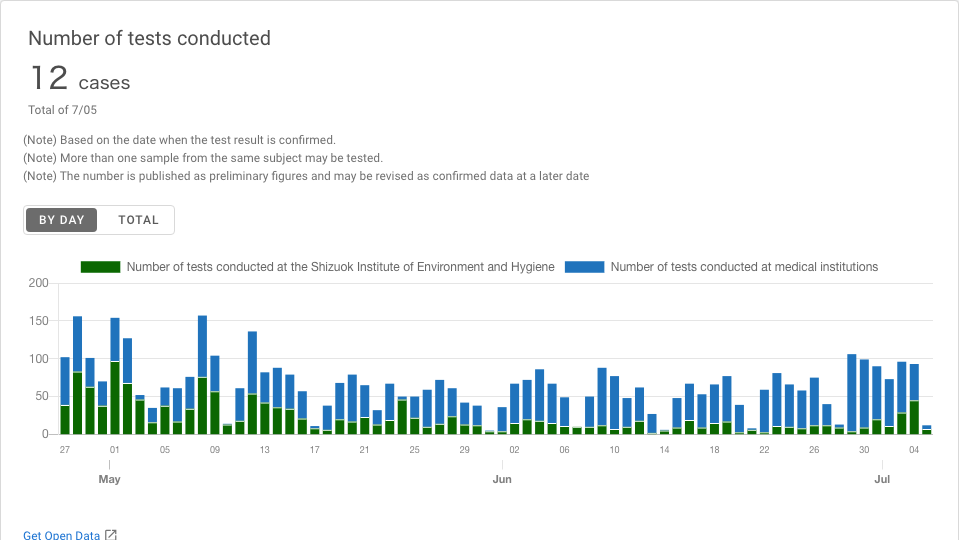 Number of tests conducted
12 cases
Total of 7/05
(Note) Based on the date when the test result is confirmed.
(Note) More than one sample from the same subject may be tested.
(Note) The number is published as preliminary figures and may be revised as confirmed data at a later date
BY DAY TOTAL
Number of tests conducted at the Shizuok Institute of Environment and Hygiene Number of tests conducted at medical institutions
200
150
100
50
0
27 01 05 09 13 17 21 25 29 02 06 10 14 18 22 26 04
May Jun Jul
Get Open Data